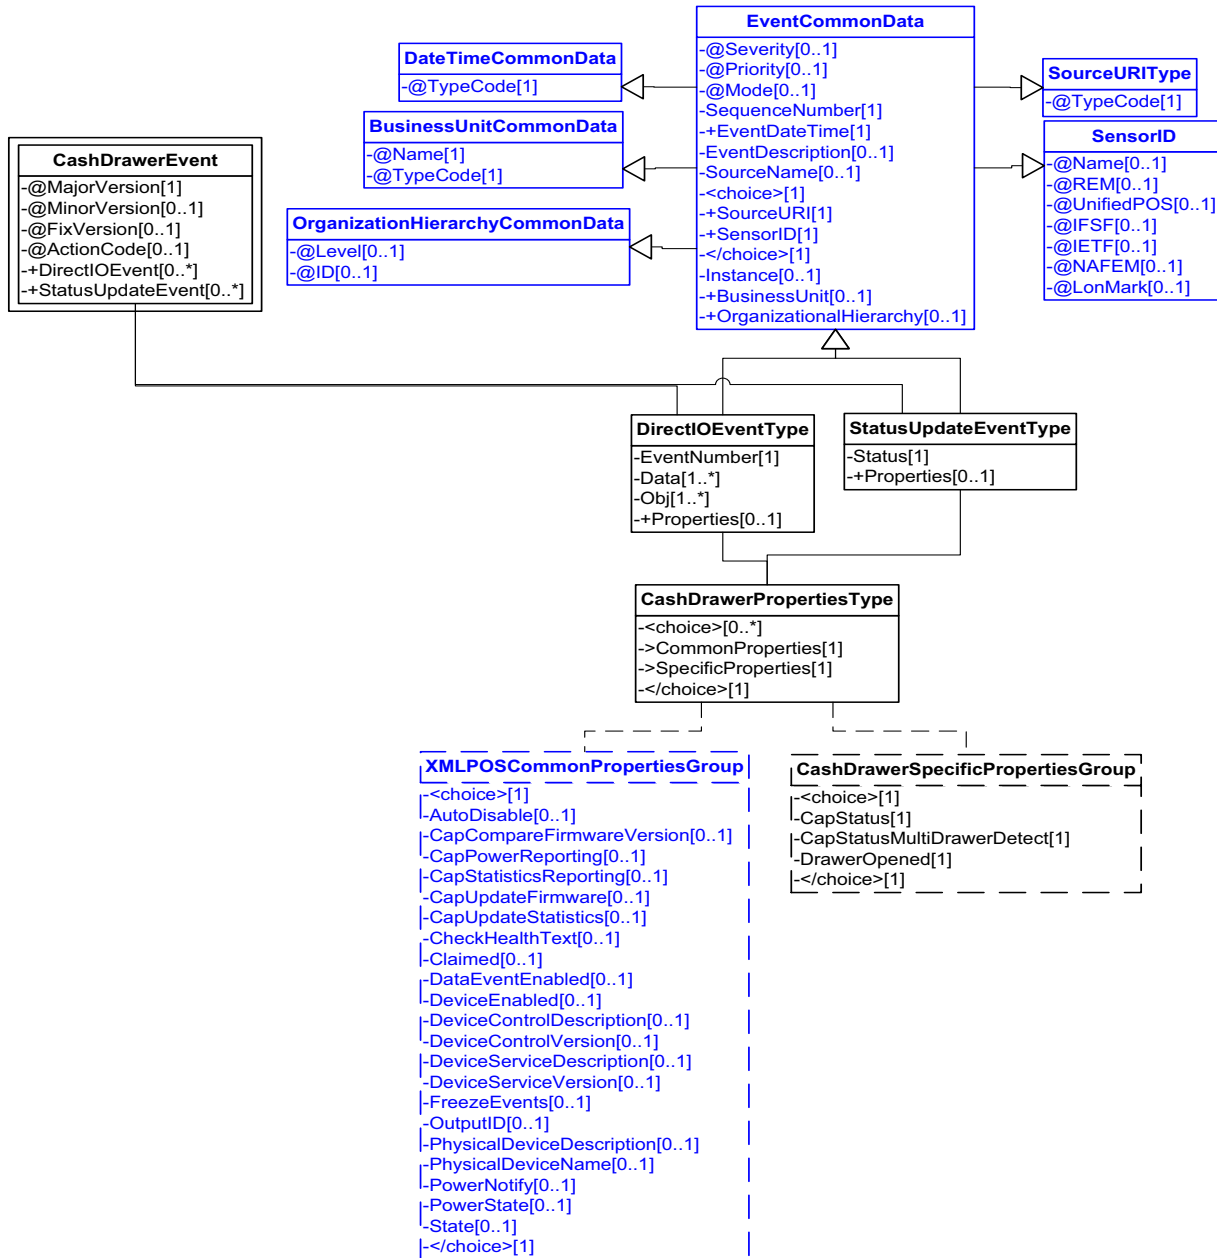 EventCommonData
-@Severity[0..1]
-@Priority[0..1]
-@Mode[0..1]
-SequenceNumber[1]
-+EventDateTime[1]
-EventDescription[0..1]
-SourceName[0..1]
-<choice>[1]
-+SourceURI[1]
-+SensorID[1]
-</choice>[1]
-Instance[0..1]
-+BusinessUnit[0..1]
-+OrganizationalHierarchy[0..1]
DateTimeCommonData
-@TypeCode[1]
BusinessUnitCommonData
-@Name[1]
-@TypeCode[1]
OrganizationHierarchyCommonData
-@Level[0..1]
-@ID[0..1]
SourceURIType
-@TypeCode[1]
SensorID
-@Name[0..1]
-@REM[0..1]
-@UnifiedPOS[0..1]
-@IFSF[0..1]
-@IETF[0..1]
-@NAFEM[0..1]
-@LonMark[0..1]
CashDrawerEvent
-@MajorVersion[1]
-@MinorVersion[0..1]
-@FixVersion[0..1]
-@ActionCode[0..1]
-+DirectIOEvent[0..*]
-+StatusUpdateEvent[0..*]
DirectIOEventType
-EventNumber[1]
-Data[1..*]
-Obj[1..*]
-+Properties[0..1]
StatusUpdateEventType
-Status[1]
-+Properties[0..1]
CashDrawerPropertiesType
-<choice>[0..*]
->CommonProperties[1]
->SpecificProperties[1]
-</choice>[1]
XMLPOSCommonPropertiesGroup
-<choice>[1]
-AutoDisable[0..1]
-CapCompareFirmwareVersion[0..1]
-CapPowerReporting[0..1]
-CapStatisticsReporting[0..1]
-CapUpdateFirmware[0..1]
-CapUpdateStatistics[0..1]
-CheckHealthText[0..1]
-Claimed[0..1]
-DataEventEnabled[0..1]
-DeviceEnabled[0..1]
-DeviceControlDescription[0..1]
-DeviceControlVersion[0..1]
-DeviceServiceDescription[0..1]
-DeviceServiceVersion[0..1]
-FreezeEvents[0..1]
-OutputID[0..1]
-PhysicalDeviceDescription[0..1]
-PhysicalDeviceName[0..1]
-PowerNotify[0..1]
-PowerState[0..1]
-State[0..1]
-</choice>[1]
CashDrawerSpecificPropertiesGroup
-<choice>[1]
-CapStatus[1]
-CapStatusMultiDrawerDetect[1]
-DrawerOpened[1]
-</choice>[1]